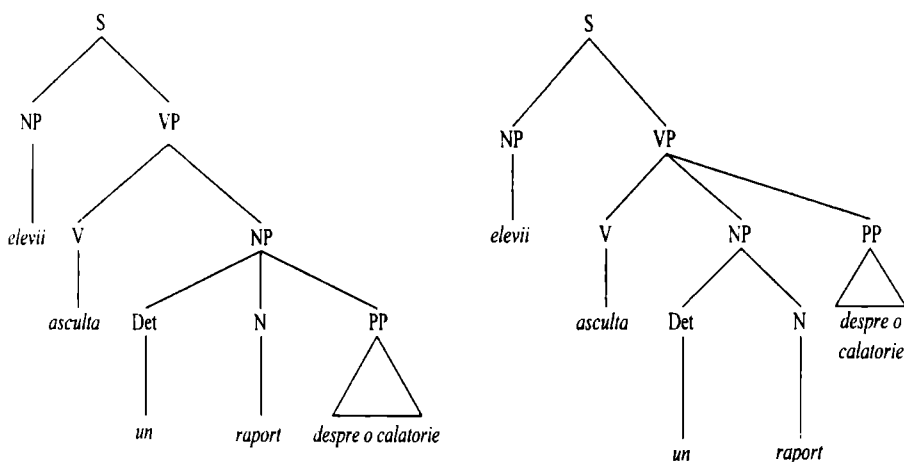 S
NP VP
elevii V NP
asculta Det N PP
un raport despre o calatorie
S
NP VP
elevii V NP PP
asculta Det N despre o
calatorie
un raport